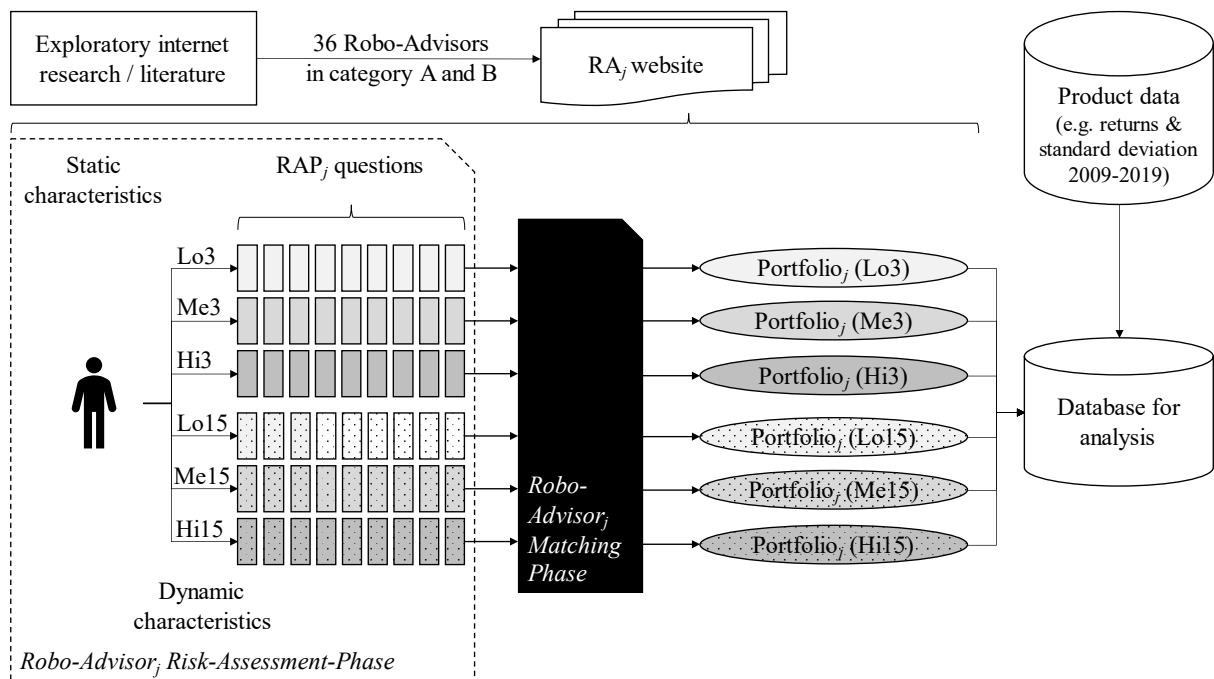 Exploratory internet
research / literature
36 Robo-Advisors
in category A and B
RAj website
Product data
(e.g. returns &
standard deviation
2009-2019)
Static
characteristics
RAPj questions
Lo3
Me3
Hi3
Lo15
Me15
Hi15
Dynamic
characteristics
Robo-Advisorj Risk-Assessment-Phase
Robo-
Advisorj
Matching
Phase
Portfolioj (Lo3)
Portfolioj (Me3)
Portfolioj (Hi3)
Portfolioj (Lo15)
Portfolioj (Me15)
Portfolioj (Hi15)
Database for
analysis